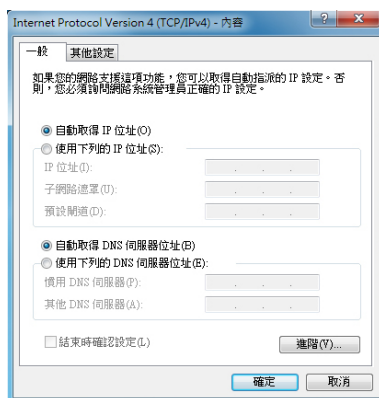 Internet Protocol Version 4 (TCP/IPv4) - 內容
一般 其他設定
如果您的網路支援這項功能，您可以取得自動指派的 IP 設定。否
則，您必須詢問網路系統管理員正確的 IP 設定。
自動取得 IP 位址(O)
使用下列的 IP 位址(S):
IP 位址(I):
子網路遮罩(U):
預設閘道(D):
自動取得 DNS 伺服器位址(B)
使用下列的 DNS 伺服器位址(E):
慣用 DNS 伺服器(P):
其他 DNS 伺服器(A):
結束時確認設定(L)
進階(V)...
確定 取消